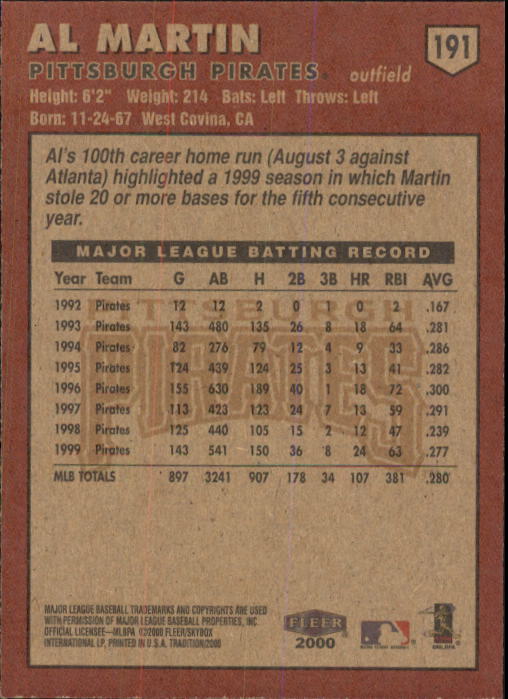 AL MARTIN
191
PITTSBURGH PIRATES® outfield
Height: 6'2" Weight: 214 Bats: Left Throws: Left
Born: 11-24-67 West Covina, CA
Al's 100th career home run (August 3 against
Atlanta) highlighted a 1999 season in which Martin
stole 20 or more bases for the fifth consecutive
year.
MAJOR LEAGUE BATTING RECORD
Year Team G AB H 2B 3B HR RBI AVG
1992 Pirates 12 12 2 0 1 0 2 .167
1993 Pirates 143 480 135 26 8 18 64 .281
1994 Pirates 82 276 79 12 4 9 33 .286
1995 Pirates 124 439 124 25 3 13 41 .282
1996 Pirates 155 630 189 40 1 18 72 .300
1997 Pirates 113 423 123 24 7 13 59 .291
1998 Pirates 125 440 105 15 2 12 47 .239
1999 Pirates 143 541 150 36 8 24 63 .277
MLB TOTALS 897 3241 907 178 34 107 381 .280
PITTSBURGH
PIRATES
MAJOR LEAGUE BASEBALL TRADEMARKS AND COPYRIGHTS ARE USED
WITH PERMISSION OF MAJOR LEAGUE BASEBALL PROPERTIES, INC.
OFFICIAL LICENSEE—MLBPA ©2000 FLEER/SKYBOX
INTERNATIONAL LP, PRINTED IN U.S.A. TRADITION/2000
FLEER
2000